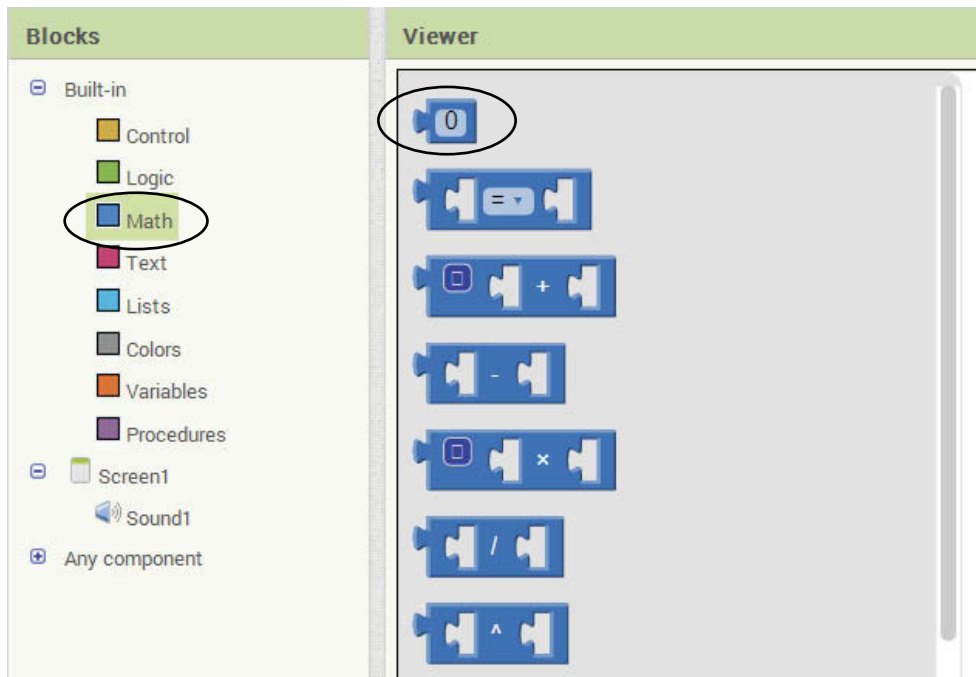 Blocks
Built-in
Control
Logic
Math
Text
Lists
Colors
Variables
Procedures
Screen1
Sound1
Any component
Viewer
0
=
+
-
×
/
^